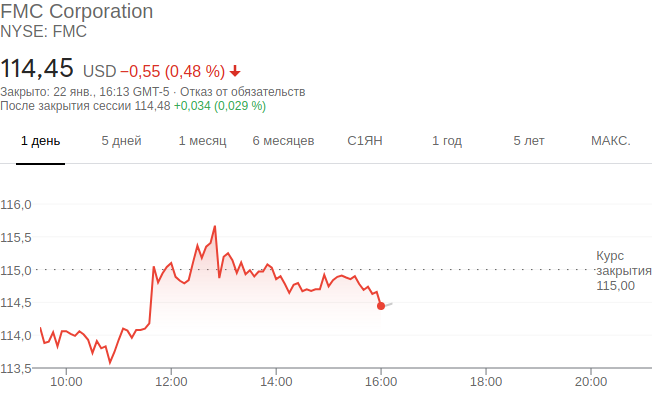 FMC Corporation
NYSE: FMC
114,45 USD −0,55 (0,48 %)
Закрыто: 22 янв., 16:13 GMT-5 · Отказ от обязательств
После закрытия сессии 114,48 +0,034 (0,029 %)
1 день 5 дней 1 месяц 6 месяцев С1ЯН 1 год 5 лет МАКС.
116,0
115,5
Курс
115,0 закрытия
115,00
114,5
114,0
113,5
10:00 12:00 14:00 16:00 18:00 20:00